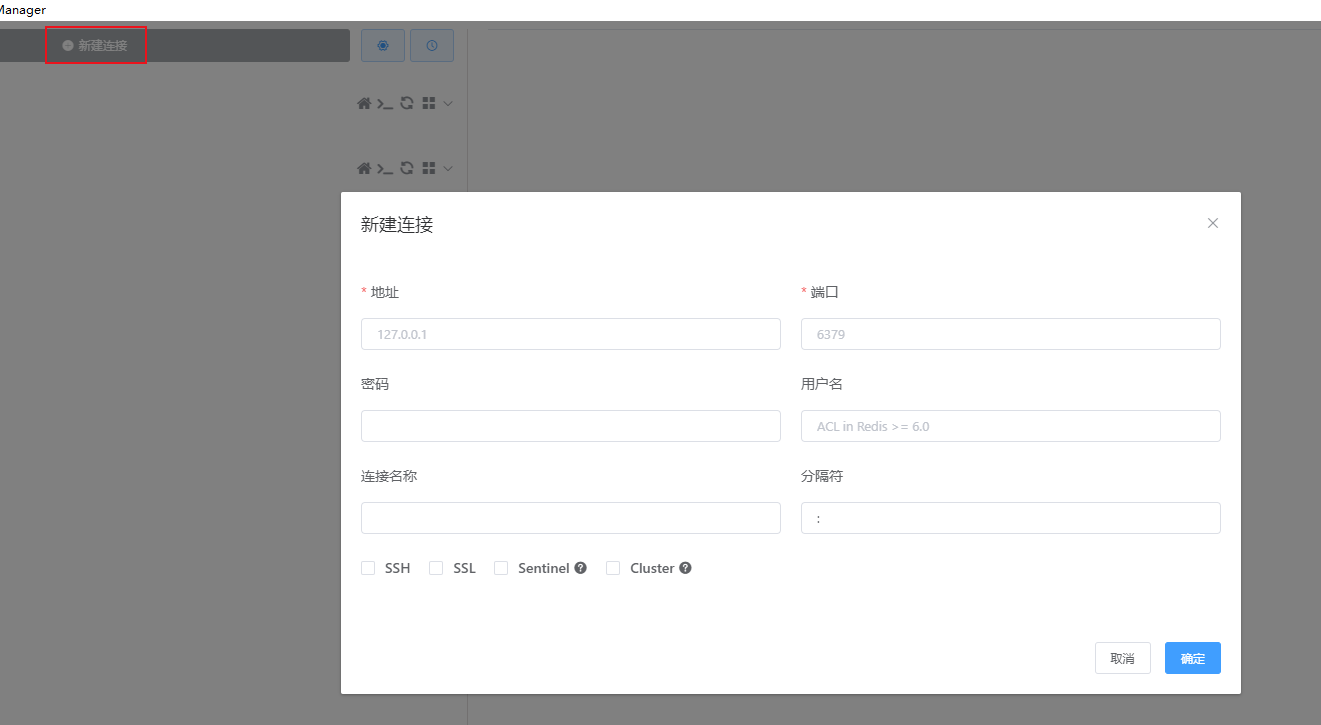 Manager
新建连接
新建连接
* 地址
* 端口
127.0.0.1
6379
密码
用户名
ACL in Redis >= 6.0
连接名称
分隔符
:
SSH SSL Sentinel ? Cluster ?
取消 确定